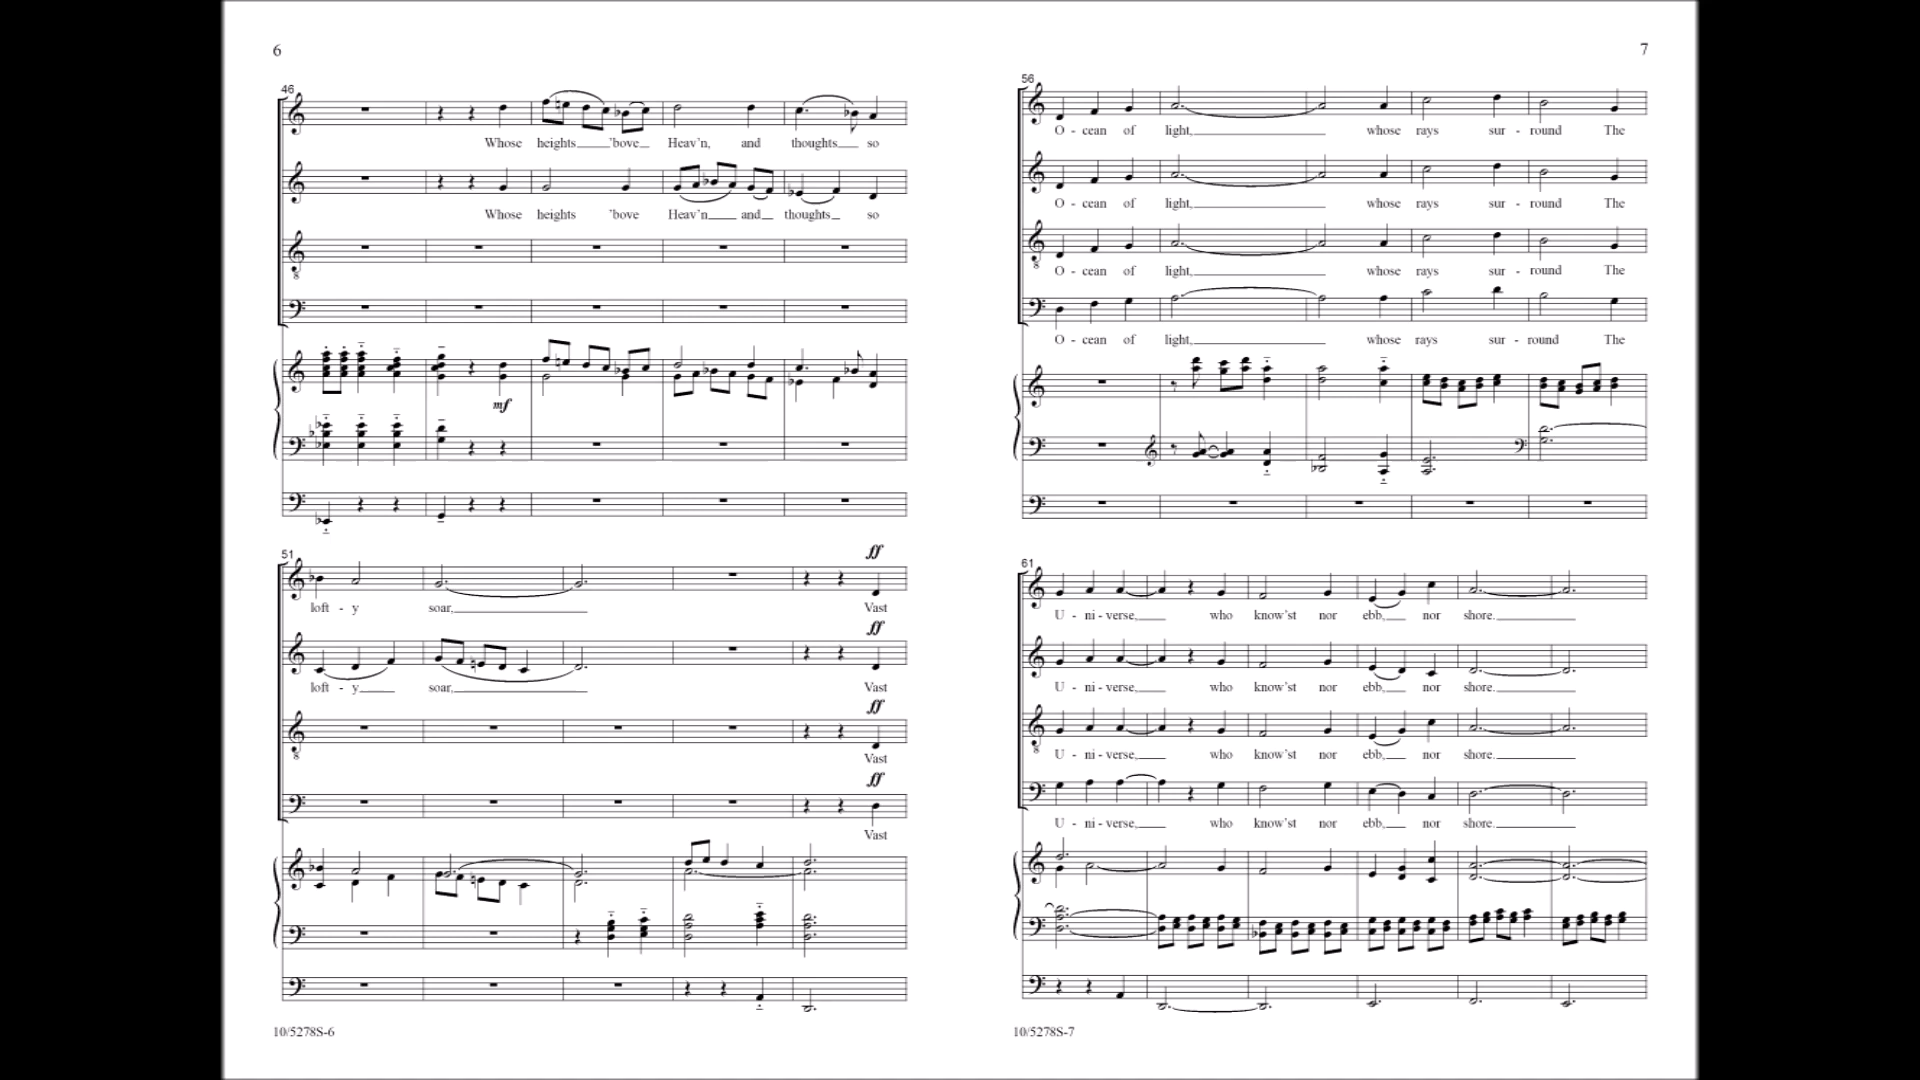 6
46
Whose heights 'bove Heav'n, and thoughts so
Whose heights 'bove Heav'n and thoughts so
8
mf
51
ff
loft - y soar, Vast
ff
loft - y soar, Vast
ff
8
Vast
ff
Vast
10/5278S-6
7
56
O - cean of light, whose rays sur - round The
O - cean of light, whose rays sur - round The
8
O - cean of light, whose rays sur - round The
O - cean of light, whose rays sur - round The
61
U - ni - verse, who know'st nor ebb, nor shore.
U - ni - verse, who know'st nor ebb, nor shore.
8
U - ni - verse, who know'st nor ebb, nor shore.
U - ni - verse, who know'st nor ebb, nor shore.
10/5278S-7